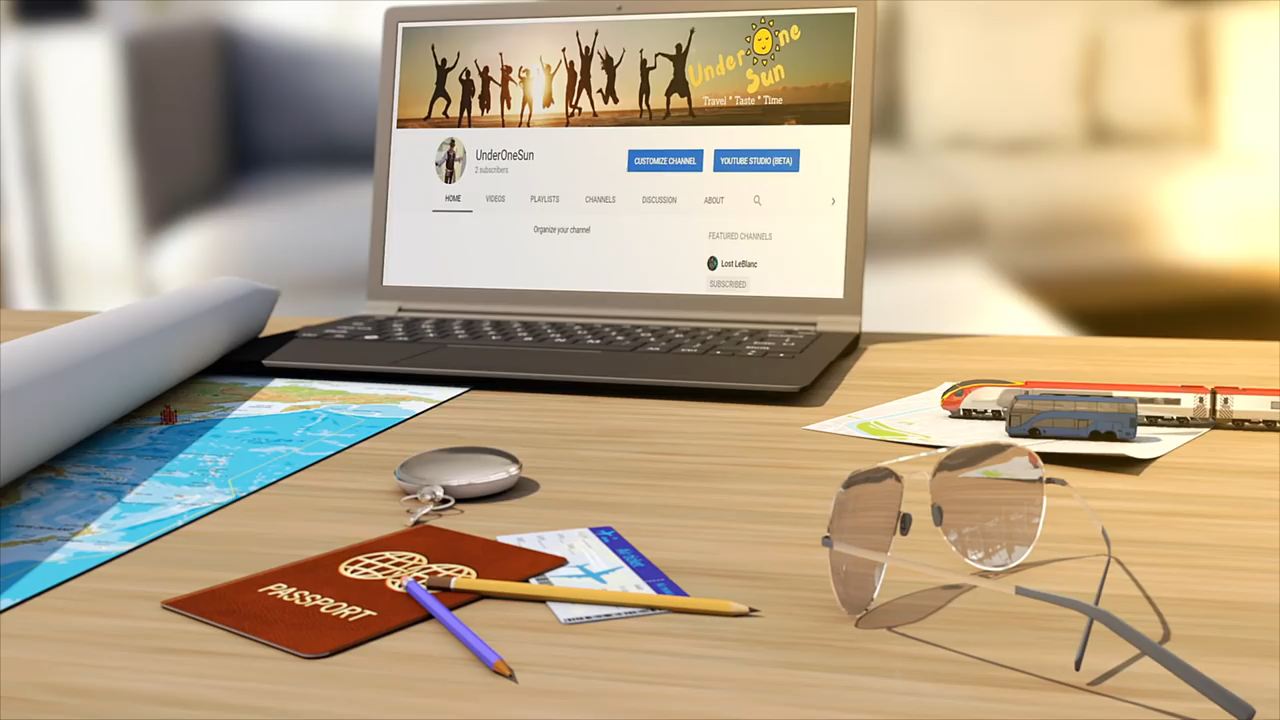 Under One
Sun
Travel * Taste * Time
UnderOneSun
2 subscribers
CUSTOMIZE CHANNEL
YOUTUBE STUDIO (BETA)
HOME
VIDEOS
PLAYLISTS
CHANNELS
DISCUSSION
ABOUT
Organize your channel
FEATURED CHANNELS
Lost LeBlanc
SUBSCRIBED
PASSPORT